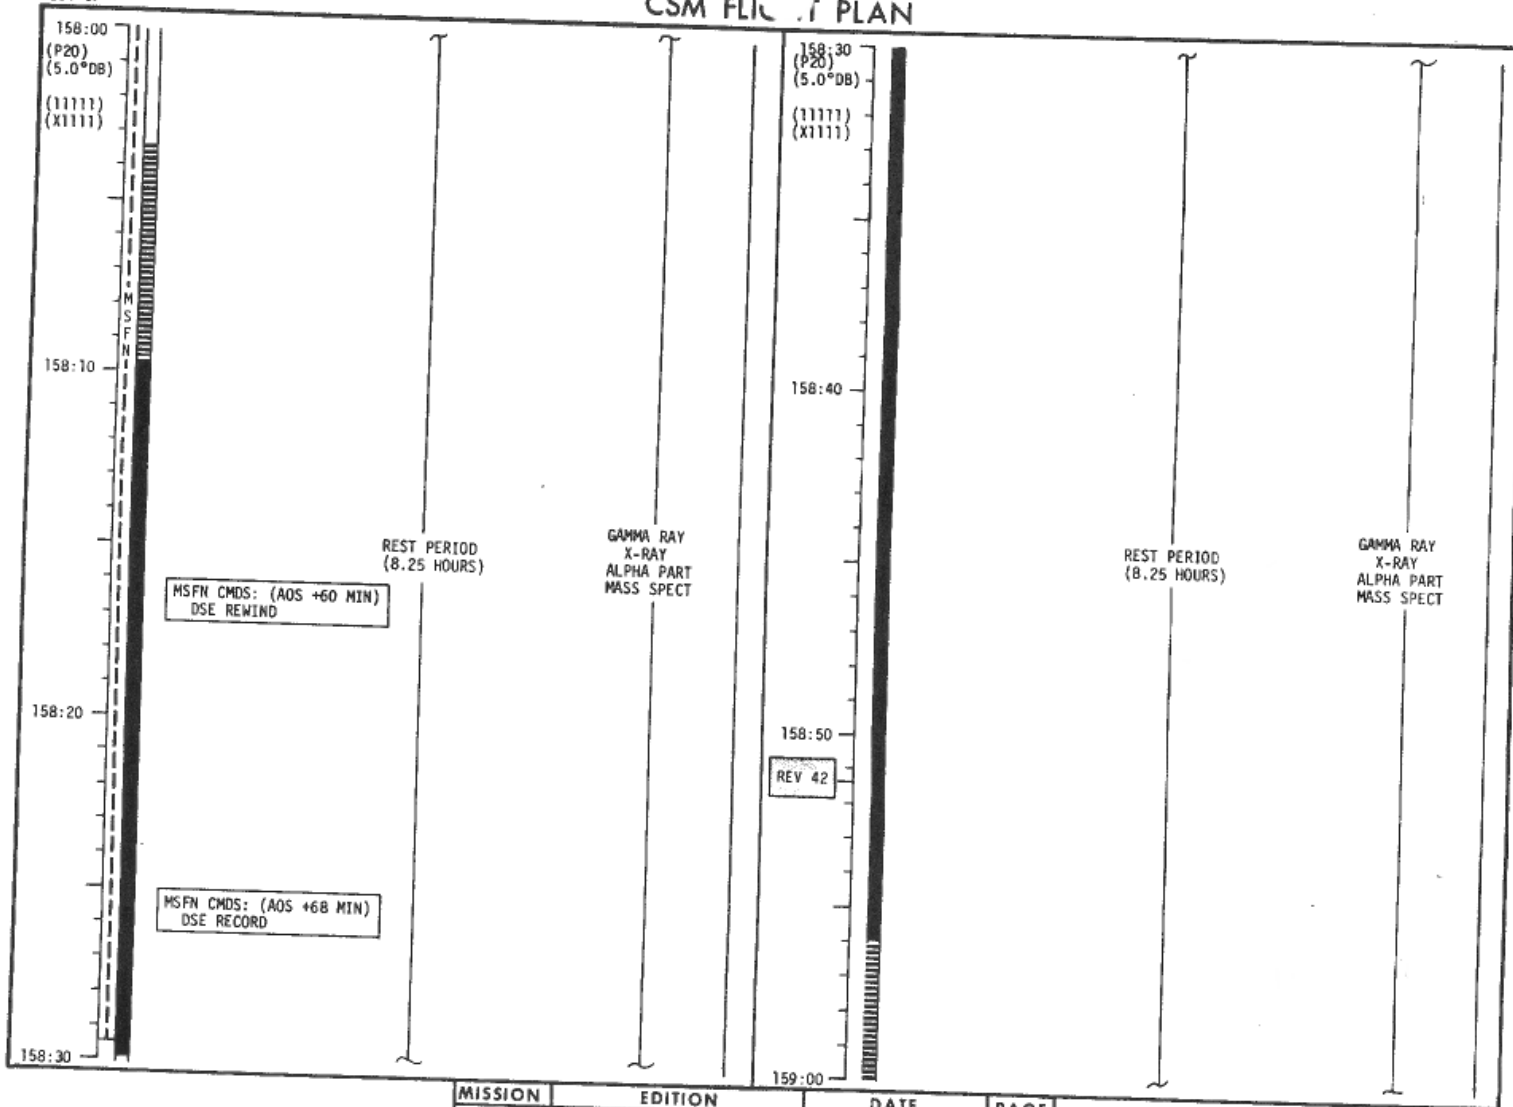 CSM FLIGHT PLAN
158:00
(P20)
(5.0°DB)
(11111)
(X1111)
MSFN
158:10
REST PERIOD
(8.25 HOURS)
GAMMA RAY
X-RAY
ALPHA PART
MASS SPECT
MSFN CMDS: (AOS +60 MIN)
DSE REWIND
158:20
MSFN CMDS: (AOS +68 MIN)
DSE RECORD
158:30
158:30
(P20)
(5.0°DB)
(11111)
(X1111)
158:40
REST PERIOD
(8.25 HOURS)
GAMMA RAY
X-RAY
ALPHA PART
MASS SPECT
158:50
REV 42
159:00
MISSION EDITION DATE PAGE